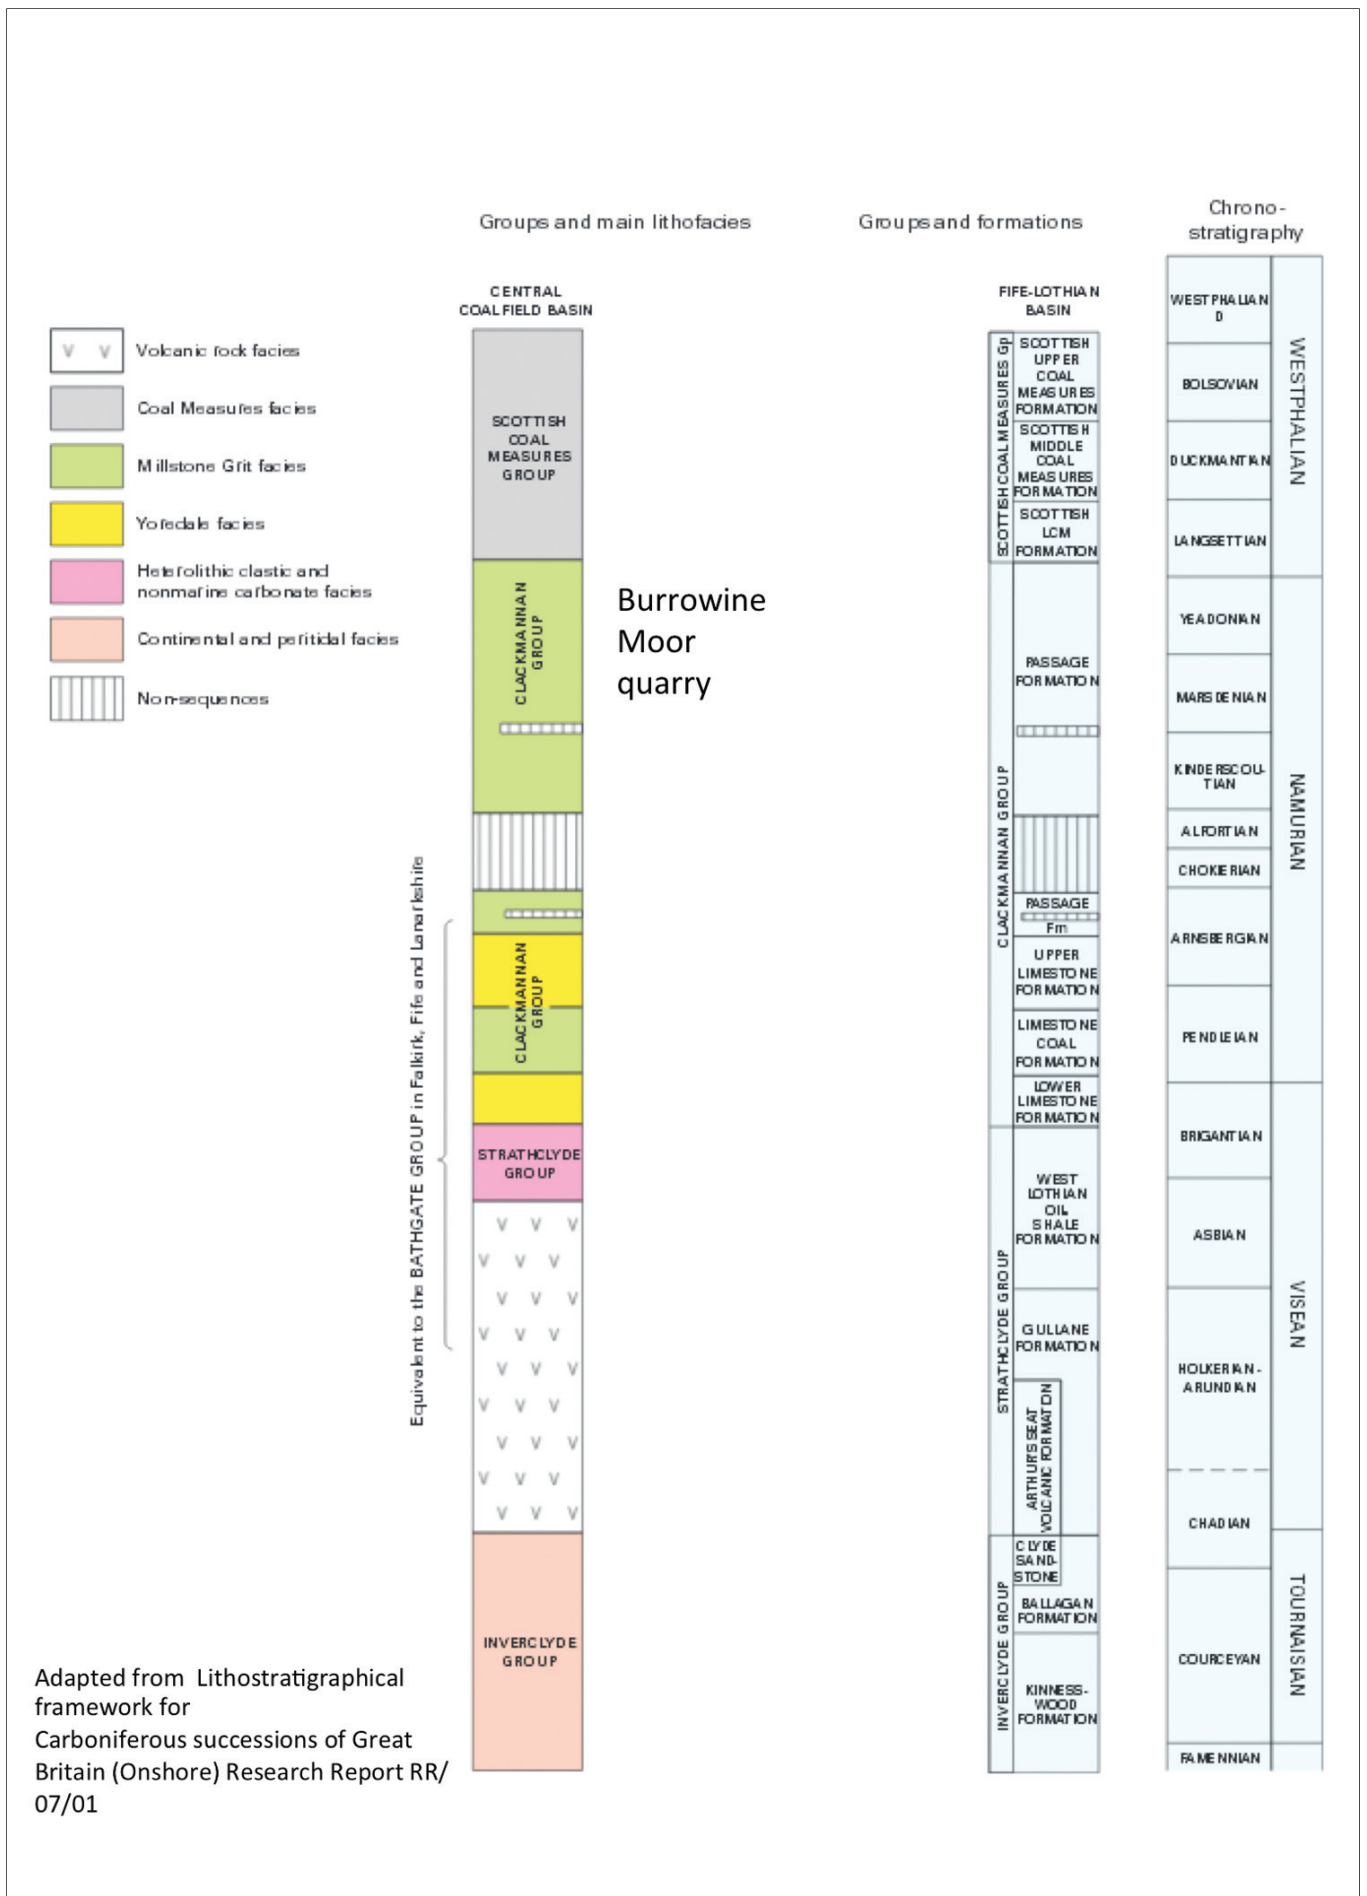 Groups and main lithofacies
Groups and formations
Chrono-
stratigraphy
CENTRAL
COALFIELD BASIN
FIFE-LOTHIAN
BASIN
Volcanic rock facies
Coal Measures facies
Millstone Grit facies
Yoredale facies
Heterolithic clastic and
nonmarine carbonate facies
Continental and peritidal facies
Non-sequences
Equivalent to the BATHGATE GROUP in Falkirk, Fife and Lanarkshire
SCOTTISH
COAL
MEASURES
GROUP
CLACKMANNAN
GROUP
CLACKMANNAN
GROUP
STRATHCLYDE
GROUP
INVERCLYDE
GROUP
Burrowine
Moor
quarry
SCOTTISH COAL MEASURES Gp
CLACKMANNAN GROUP
STRATHCLYDE GROUP
INVERCLYDE GROUP
SCOTTISH
UPPER
COAL
MEASURES
FORMATION
SCOTTISH
MIDDLE
COAL
MEASURES
FORMATION
SCOTTISH
LCM
FORMATION
PASSAGE
FORMATION
PASSAGE
Fm
UPPER
LIMESTONE
FORMATION
LIMESTONE
COAL
FORMATION
LOWER
LIMESTONE
FORMATION
WEST
LOTHIAN
OIL
SHALE
FORMATION
GULLANE
FORMATION
ARTHUR'S SEAT
VOLCANIC FORMATION
CLYDE
SAND-
STONE
BALLAGAN
FORMATION
KINNESS-
WOOD
FORMATION
WESTPHALIAN
D
BOLSOVIAN
DUCKMANTIAN
LANGSETTIAN
YEADONIAN
MARSDENIAN
KINDERSCOU-
TIAN
ALPORTIAN
CHOKIERIAN
ARNSBERGIAN
PENDLEIAN
BRIGANTIAN
ASBIAN
HOLKERIAN-
ARUNDIAN
CHADIAN
COURCEYAN
FAMENNIAN
WESTPHALIAN
NAMURIAN
VISEAN
TOURNAISIAN
Adapted from Lithostratigraphical
framework for
Carboniferous successions of Great
Britain (Onshore) Research Report RR/
07/01